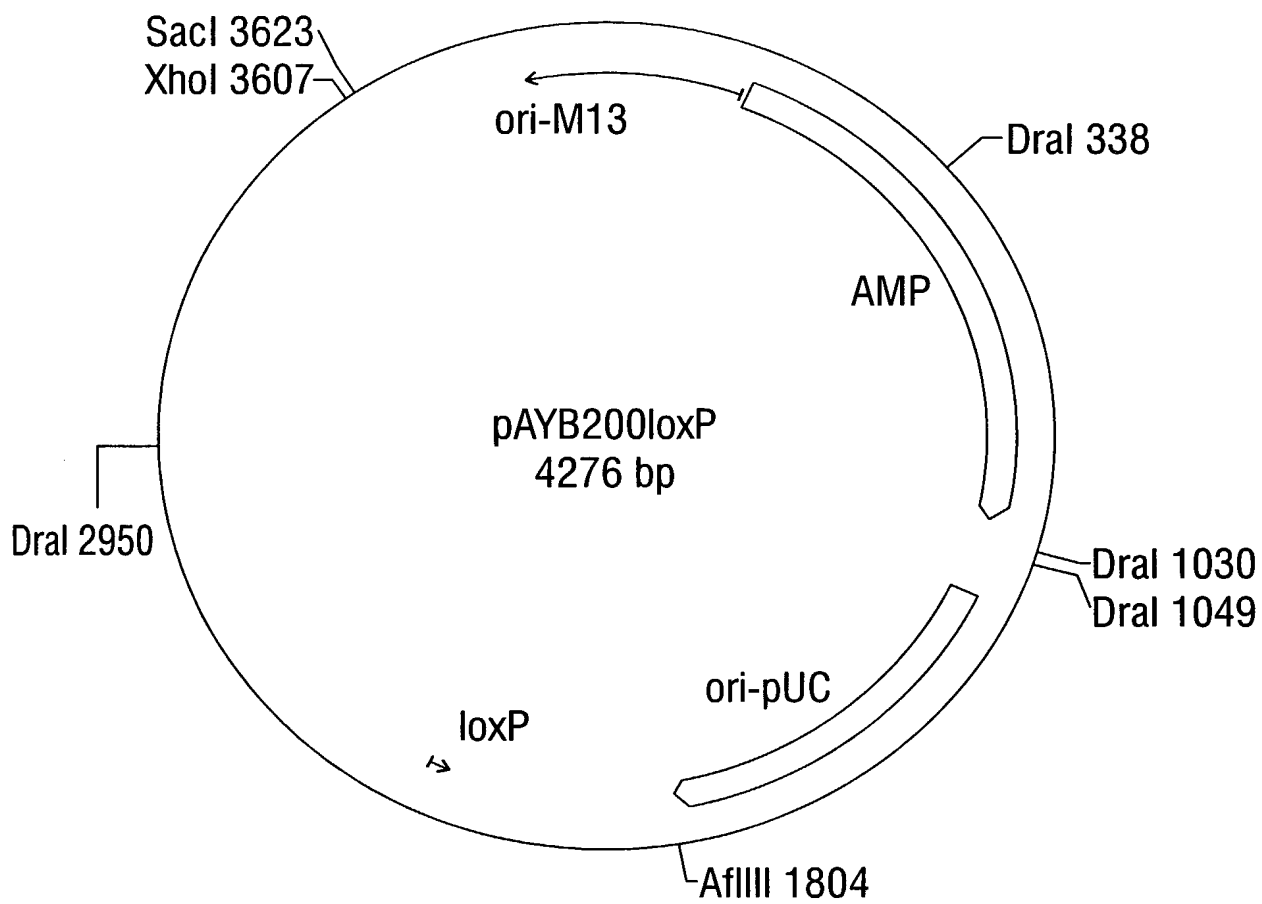 SacI 3623
XhoI 3607
ori-M13
DraI 338
AMP
pAYB200loxP
4276 bp
DraI 2950
DraI 1030
DraI 1049
ori-pUC
loxP
AflIII 1804